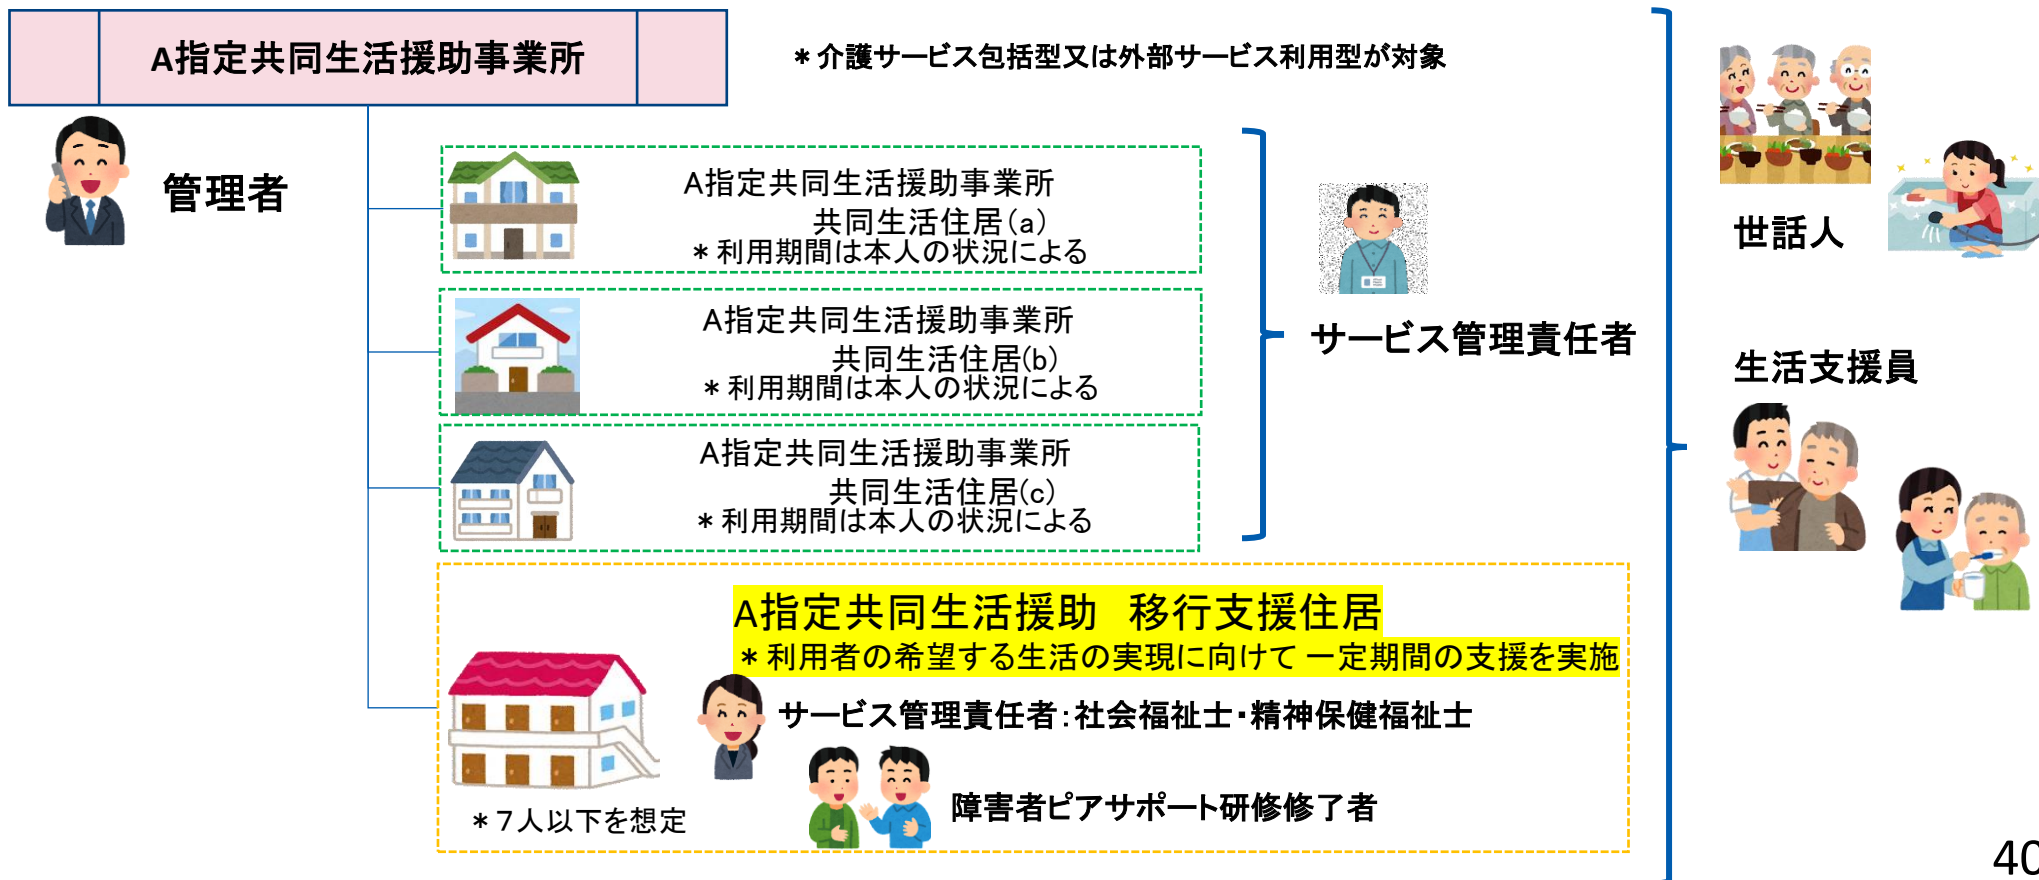 A指定共同生活援助事業所
＊介護サービス包括型又は外部サービス利用型が対象
管理者
A指定共同生活援助事業所
共同生活住居(a)
＊利用期間は本人の状況による
A指定共同生活援助事業所
共同生活住居(b)
＊利用期間は本人の状況による
A指定共同生活援助事業所
共同生活住居(c)
＊利用期間は本人の状況による
サービス管理責任者
世話人
生活支援員
A指定共同生活援助　移行支援住居
＊利用者の希望する生活の実現に向けて一定期間の支援を実施
サービス管理責任者：社会福祉士・精神保健福祉士
障害者ピアサポート研修修了者
＊7人以下を想定
40